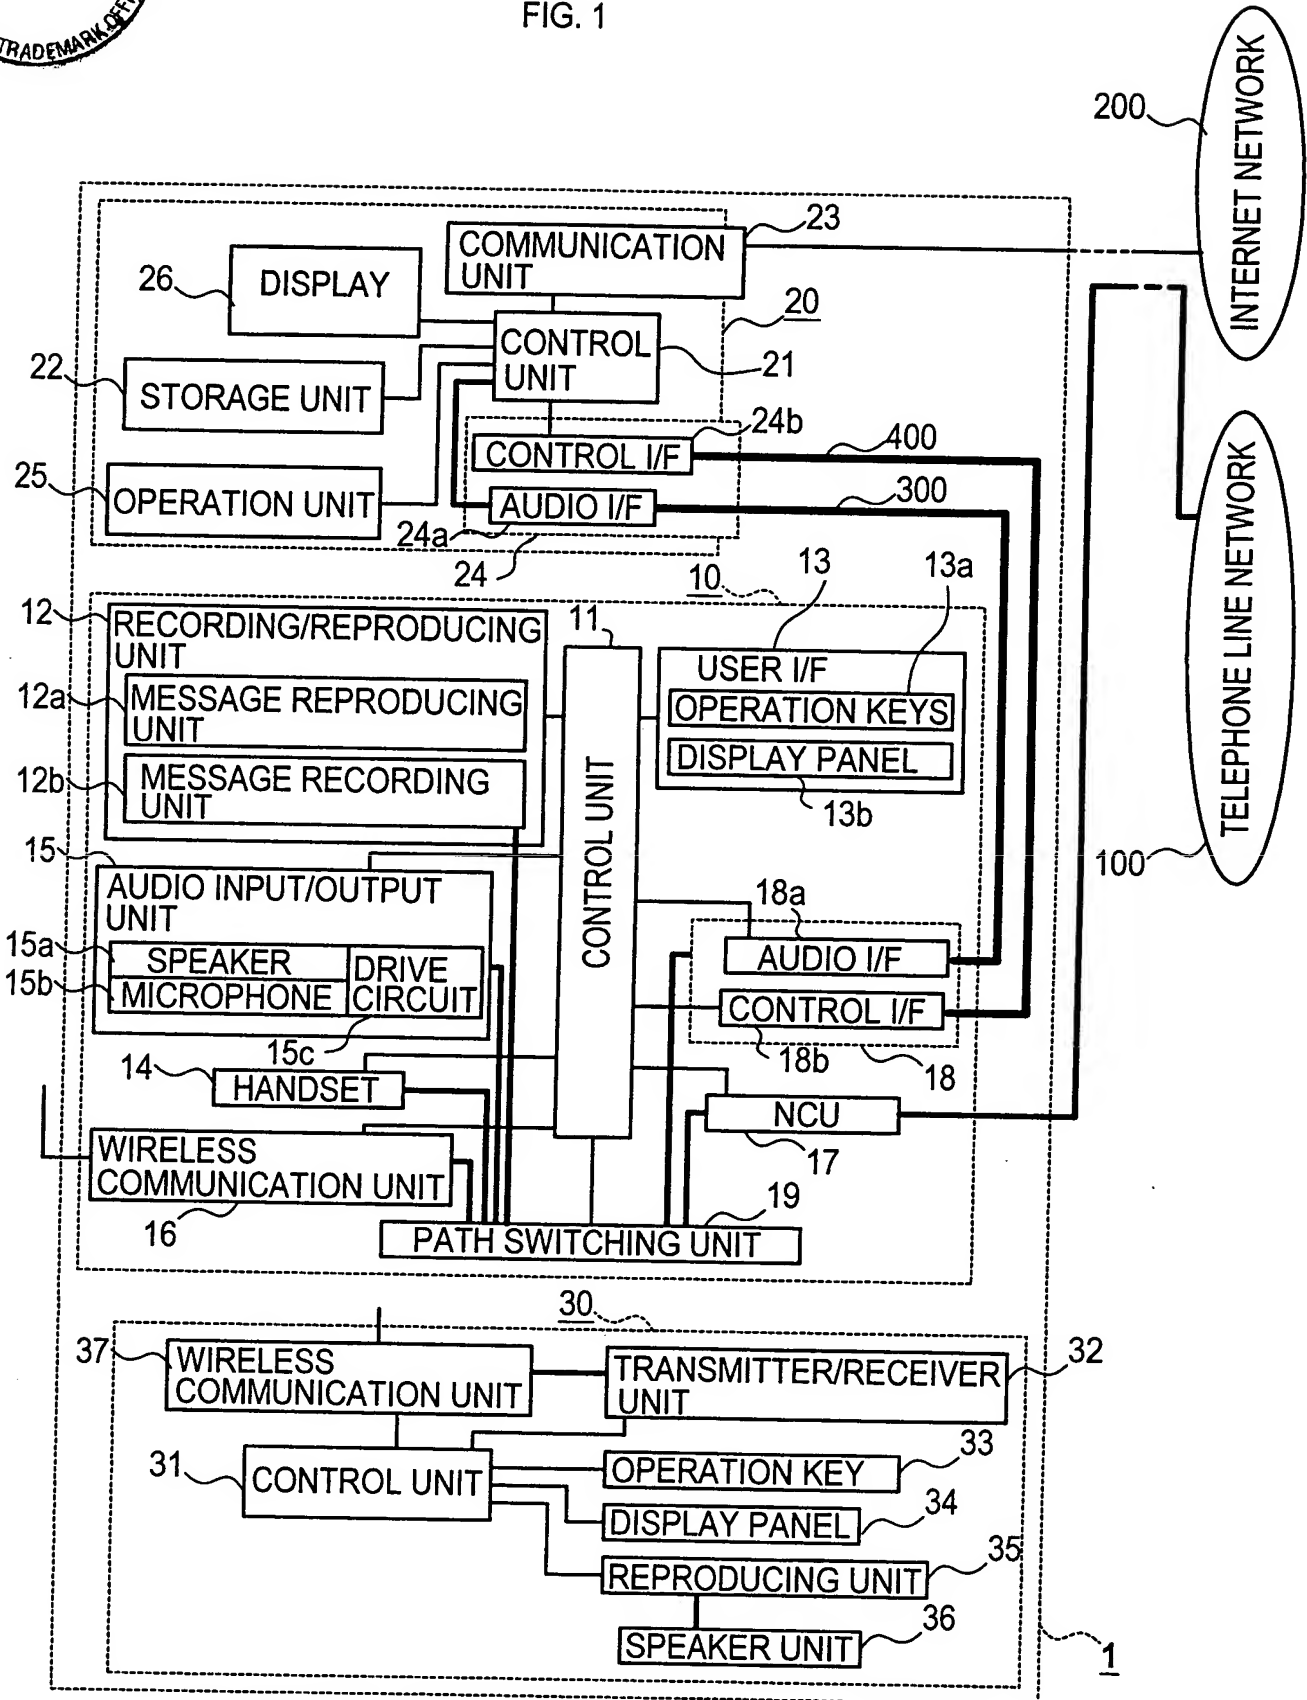 FIG. 1
TRADEMARK OFF
INTERNET NETWORK
200
23
COMMUNICATION
UNIT
26
DISPLAY
20
CONTROL
UNIT
21
22
STORAGE UNIT
24b
400
CONTROL I/F
25
OPERATION UNIT
AUDIO I/F
300
24a
24
TELEPHONE LINE NETWORK
100
10
13
13a
12
RECORDING/REPRODUCING
UNIT
11
USER I/F
12a
MESSAGE REPRODUCING
UNIT
OPERATION KEYS
DISPLAY PANEL
12b
MESSAGE RECORDING
UNIT
13b
CONTROL UNIT
15
AUDIO INPUT/OUTPUT
UNIT
18a
15a
SPEAKER
DRIVE
CIRCUIT
AUDIO I/F
15b
MICROPHONE
CONTROL I/F
15c
18b
18
14
HANDSET
NCU
17
WIRELESS
COMMUNICATION UNIT
16
19
PATH SWITCHING UNIT
30
37
WIRELESS
COMMUNICATION UNIT
TRANSMITTER/RECEIVER
UNIT
32
31
CONTROL UNIT
33
OPERATION KEY
34
DISPLAY PANEL
35
REPRODUCING UNIT
36
SPEAKER UNIT
1